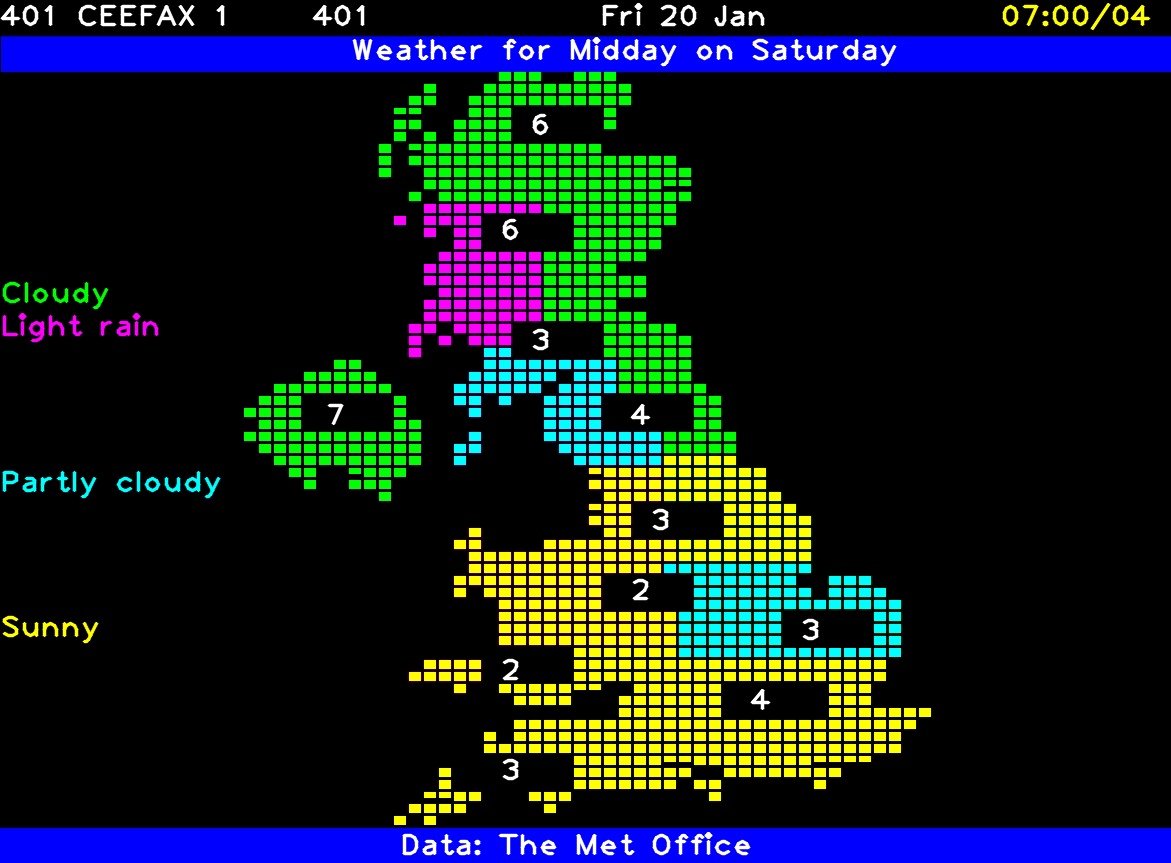 401 CEEFAX 1 401 Fri 20 Jan 07:00/04
Weather for Midday on Saturday
6
6
Cloudy
Light rain
3
7 4
Partly cloudy
3
2
Sunny 3
2
4
3
Data: The Met Office